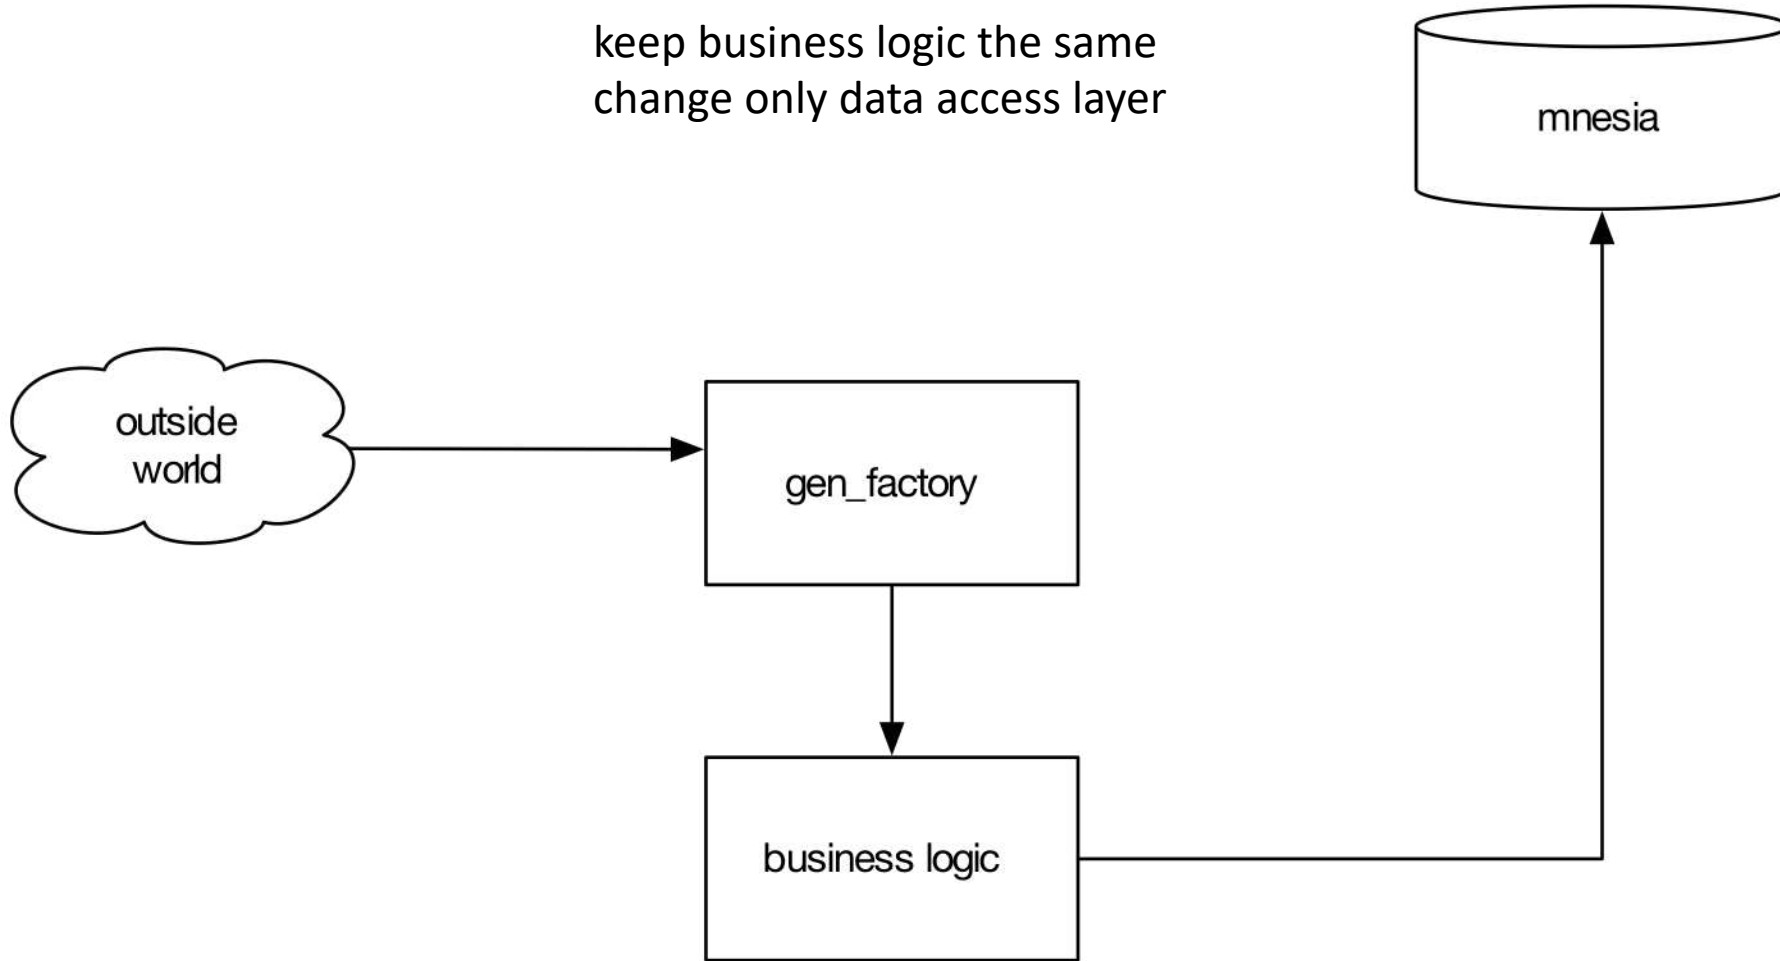 keep business logic the same
change only data access layer
mnesia
outside
world
gen_factory
business logic